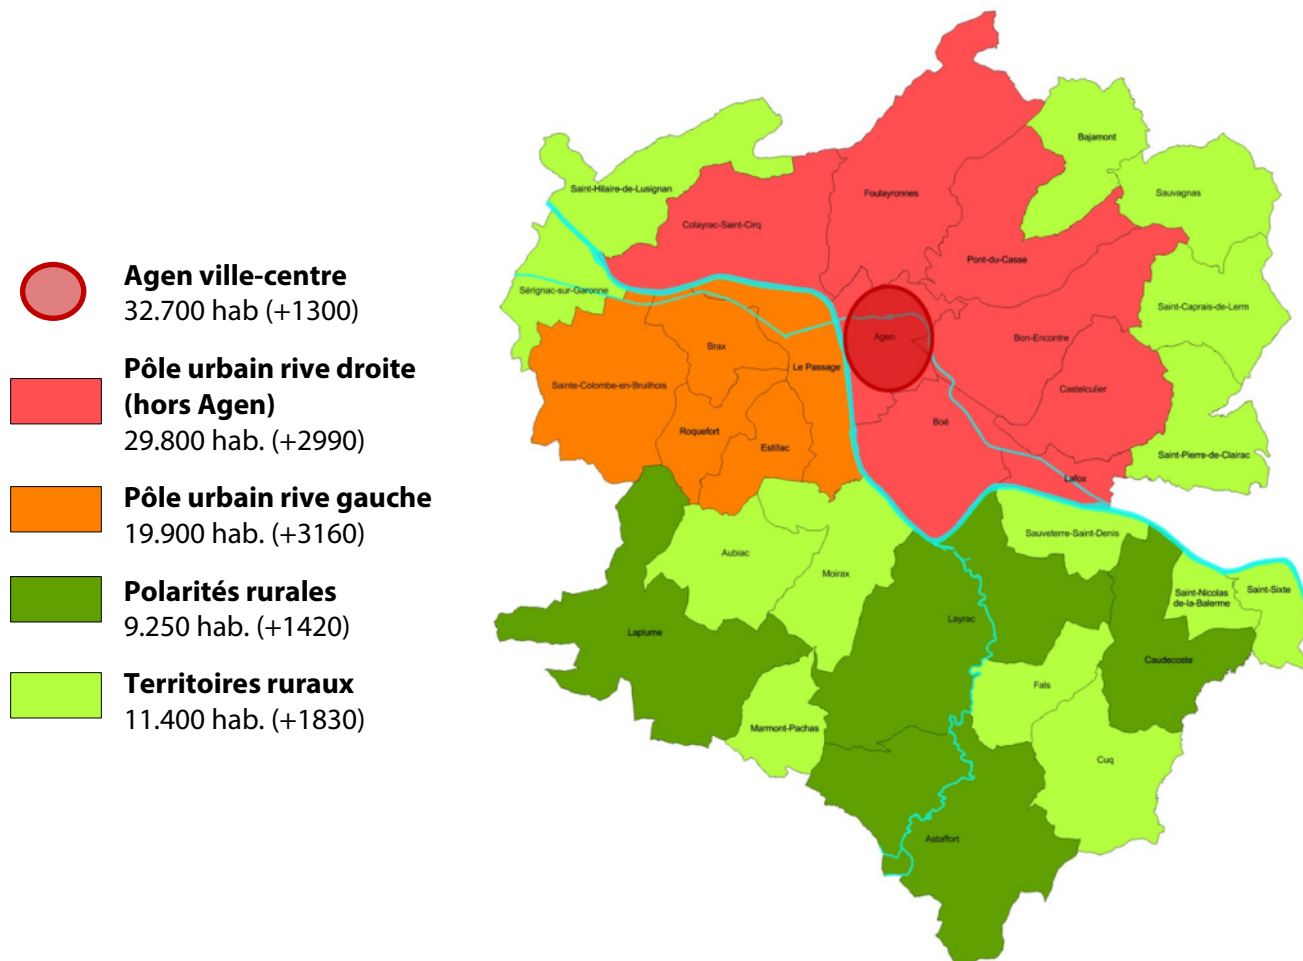 Agen ville-centre
32.700 hab (+1300)
Pôle urbain rive droite
(hors Agen)
29.800 hab. (+2990)
Pôle urbain rive gauche
19.900 hab. (+3160)
Polarités rurales
9.250 hab. (+1420)
Territoires ruraux
11.400 hab. (+1830)
Bajamont
Saint-Hilaire-de-Lusignan
Foulayronnes
Sauvagnas
Colayrac-Saint-Cirq
Pont-du-Casse
Sérignac-sur-Garonne
Saint-Caprais-de-Lerm
Agen
Bon-Encontre
Brax
Le Passage
Sainte-Colombe-en-Bruilhois
Castelculier
Boé
Roquefort
Estillac
Saint-Pierre-de-Clairac
Lafox
Sauveterre-Saint-Denis
Aubiac
Moirax
Saint-Nicolas
de-la-Balerme
Saint-Sixte
Layrac
Laplume
Caudecoste
Fals
Marmont-Pachas
Cuq
Astaffort